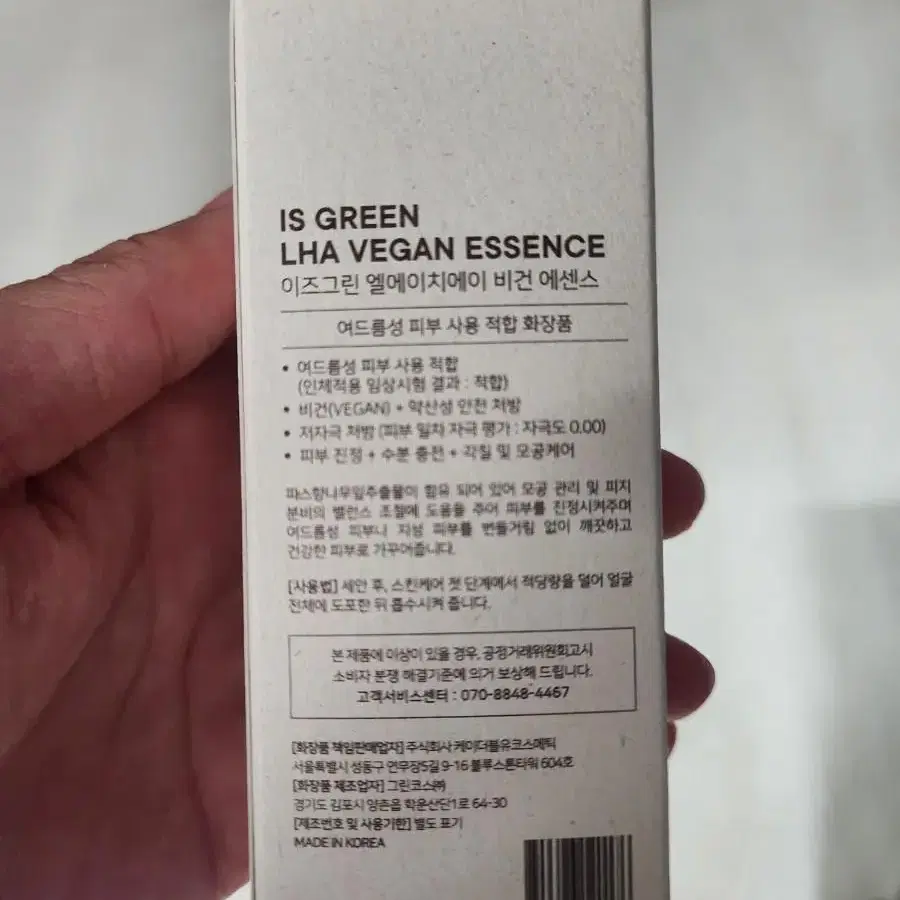 IS GREEN
LHA VEGAN ESSENCE
이즈그린 엘에이치에이 비건 에센스
여드름성 피부 사용 적합 화장품
• 여드름성 피부 사용 적합
(인체적용 임상시험 결과 : 적합)
• 비건(VEGAN) + 약산성 안전 처방
• 저자극 처방 (피부 일차 자극 평가 : 자극도 0.00)
• 피부 진정 + 수분 충전 + 각질 및 모공케어
파스향나무잎추출물이 함유 되어 있어 모공 관리 및 피지
분비의 밸런스 조절에 도움을 주어 피부를 진정시켜주며
여드름성 피부나 지성 피부를 번들거림 없이 깨끗하고
건강한 피부로 가꾸어줍니다.
[사용법] 세안 후, 스킨케어 첫 단계에서 적당량을 덜어 얼굴
전체에 도포한 뒤 흡수시켜 줍니다.
본 제품에 이상이 있을 경우, 공정거래위원회고시
소비자 분쟁 해결기준에 의거 보상해 드립니다.
고객서비스센터 : 070-8848-4467
[화장품 책임판매업자] 주식회사 케이더블유코스메틱
서울특별시 성동구 연무장5길 9-16 블루스톤타워 604호
[화장품 제조업자] 그린코스㈜
경기도 김포시 양촌읍 학운산단1로 64-30
[제조번호 및 사용기한] 별도 표기
MADE IN KOREA